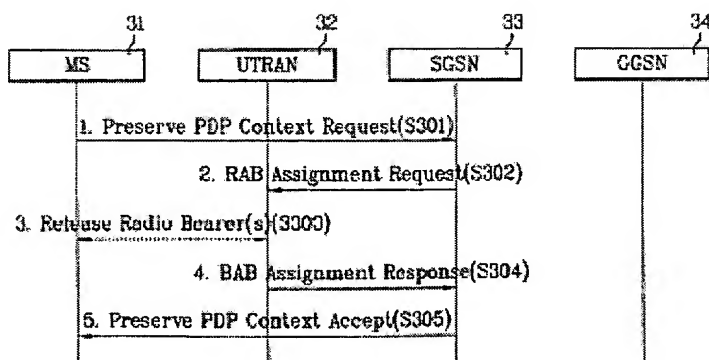 31 32 33 34
MS UTRAN SGSN GGSN
1. Preserve PDP Context Request(S301)
2. RAB Assignment Request(S302)
3. Release Radio Bearer(s)(S303)
4. BAB Assignment Response(S304)
5. Preserve PDP Context Accept(S305)